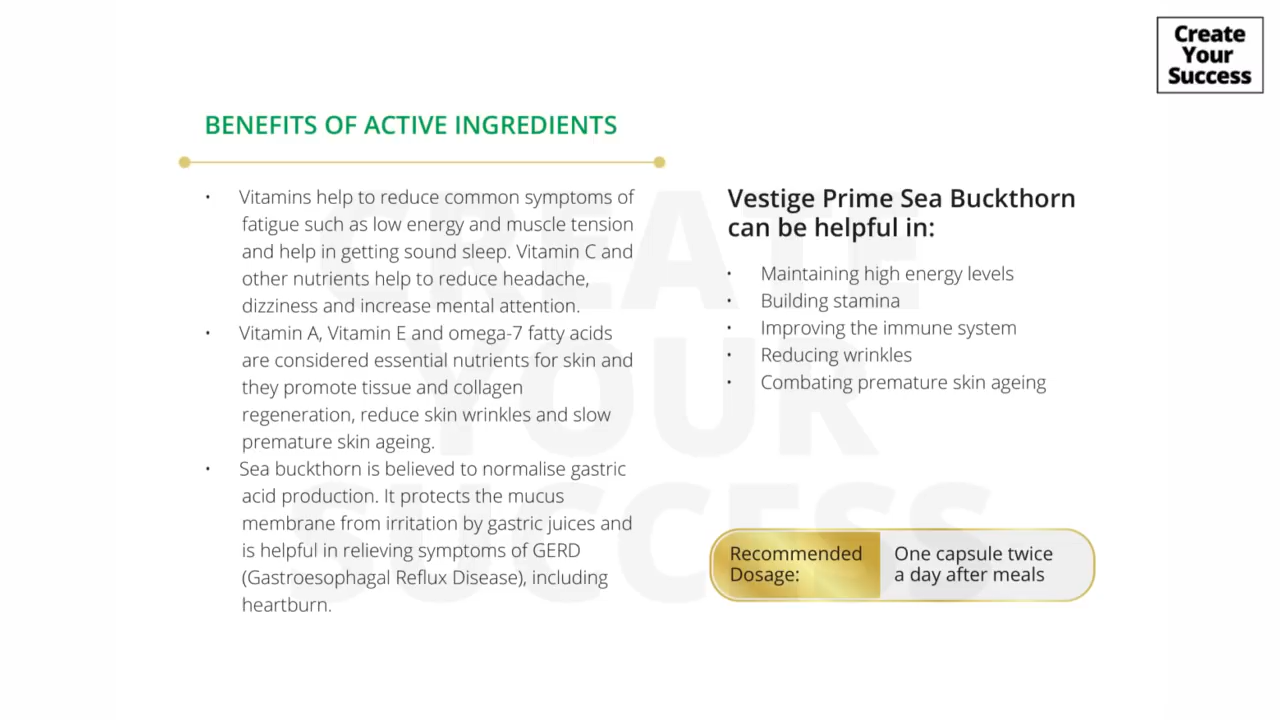 Create
Your
Success
BENEFITS OF ACTIVE INGREDIENTS
• Vitamins help to reduce common symptoms of
fatigue such as low energy and muscle tension
and help in getting sound sleep. Vitamin C and
other nutrients help to reduce headache,
dizziness and increase mental attention.
• Vitamin A, Vitamin E and omega-7 fatty acids
are considered essential nutrients for skin and
they promote tissue and collagen
regeneration, reduce skin wrinkles and slow
premature skin ageing.
• Sea buckthorn is believed to normalise gastric
acid production. It protects the mucus
membrane from irritation by gastric juices and
is helpful in relieving symptoms of GERD
(Gastroesophagal Reflux Disease), including
heartburn.
Vestige Prime Sea Buckthorn
can be helpful in:
• Maintaining high energy levels
• Building stamina
• Improving the immune system
• Reducing wrinkles
• Combating premature skin ageing
Recommended
Dosage:
One capsule twice
a day after meals
CREATE
YOUR
SUCCESS